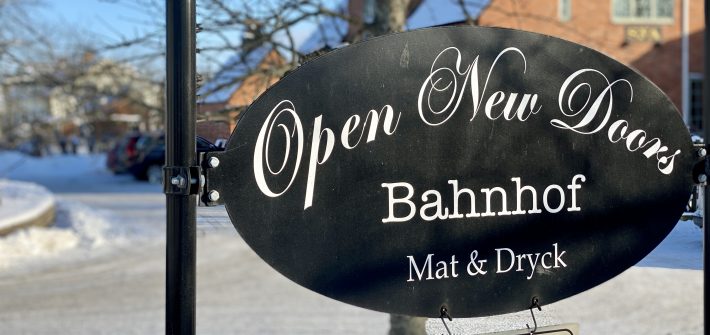 Open New Doors
Bahnhof
Mat & Dryck